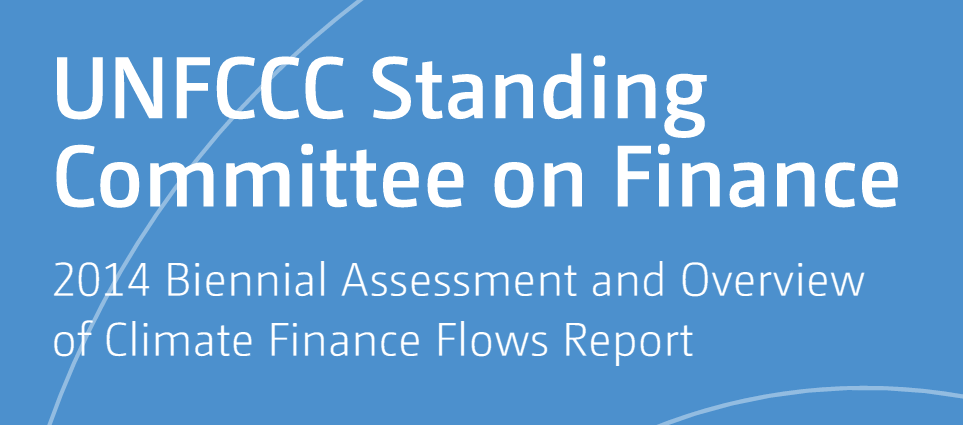 UNFCCC Standing
Committee on Finance
2014 Biennial Assessment and Overview
of Climate Finance Flows Report